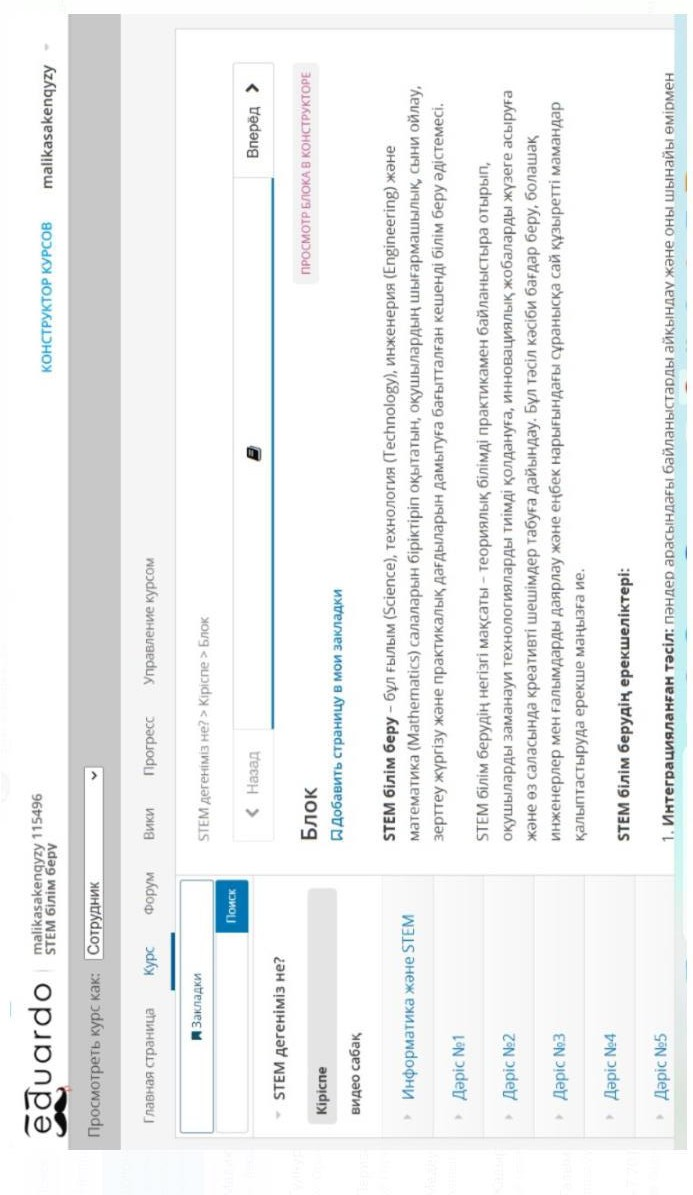 eduardo
malikasakenqyzy 115496
STEM білім беру
КОНСТРУКТОР КУРСОВ
malikasakenqyzy
Просмотреть курс как:
Сотрудник
Главная страница Курс Форум Вики Прогресс Управление курсом
Закладки
Поиск
STEM дегеніміз не?
Кіріспе
видео сабақ
Информатика және STEM
Дәріс №1
Дәріс №2
Дәріс №3
Дәріс №4
Дәріс №5
STEM дегеніміз не? > Кіріспе > Блок
Назад
Вперёд
ПРОСМОТР БЛОКА В КОНСТРУКТОРЕ
Блок
Добавить страницу в мои закладки
STEM білім беру – бұл ғылым (Science), технология (Technology), инженерия (Engineering) және
математика (Mathematics) салаларын біріктіріп оқытатын, оқушылардың шығармашылық, сыни ойлау,
зерттеу жүргізу және практикалық дағдыларын дамытуға бағытталған кешенді білім беру әдістемесі.
STEM білім берудің негізгі мақсаты – теориялық білімді практикамен байланыстыра отырып,
оқушыларды заманауи технологияларды тиімді қолдануға, инновациялық жобаларды жүзеге асыруға
және өз саласында креативті шешімдер табуға дайындау. Бұл тәсіл кәсіби бағдар беру, болашақ
инженерлер мен ғалымдарды даярлау және еңбек нарығындағы сұранысқа сай құзыретті мамандар
қалыптастыруда ерекше маңызға ие.
STEM білім берудің ерекшеліктері:
1. Интеграцияланған тәсіл: пәндер арасындағы байланыстарды айқындау және оны шынайы өмірмен